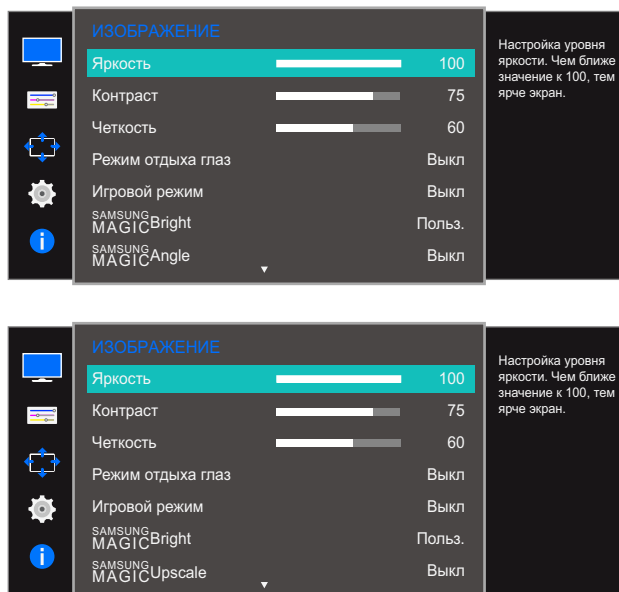 ИЗОБРАЖЕНИЕ
Яркость 100
Контраст 75
Четкость 60
Режим отдыха глаз Выкл
Игровой режим Выкл
SAMSUNG MAGIC Bright Польз.
SAMSUNG MAGIC Angle Выкл
Настройка уровня
яркости. Чем ближе
значение к 100, тем
ярче экран.
ИЗОБРАЖЕНИЕ
Яркость 100
Контраст 75
Четкость 60
Режим отдыха глаз Выкл
Игровой режим Выкл
SAMSUNG MAGIC Bright Польз.
SAMSUNG MAGIC Upscale Выкл
Настройка уровня
яркости. Чем ближе
значение к 100, тем
ярче экран.